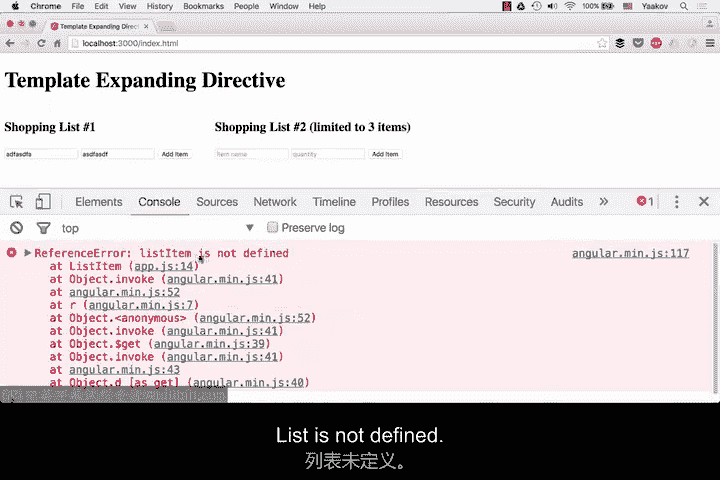 Chrome File Edit View History Bookmarks People Window Help 100% Yaakov
Template Expanding Direct
localhost:3000/index.html
Template Expanding Directive
Shopping List #1
Shopping List #2 (limited to 3 items)
adfasdfa asdfasdf Add Item Item name quantity Add Item
Elements Console Sources Network Timeline Profiles Resources Security Audits » 1
top Preserve log
ReferenceError: listItem is not defined angular.min.js:117
at ListItem (app.js:14)
at Object.invoke (angular.min.js:41)
at angular.min.js:52
at r (angular.min.js:7)
at Object.<anonymous> (angular.min.js:52)
at Object.invoke (angular.min.js:41)
at Object.$get (angular.min.js:39)
at Object.invoke (angular.min.js:41)
at angular.min.js:43
at Object.d [as get] (angular.min.js:40)
List is not defined.
列表未定义。